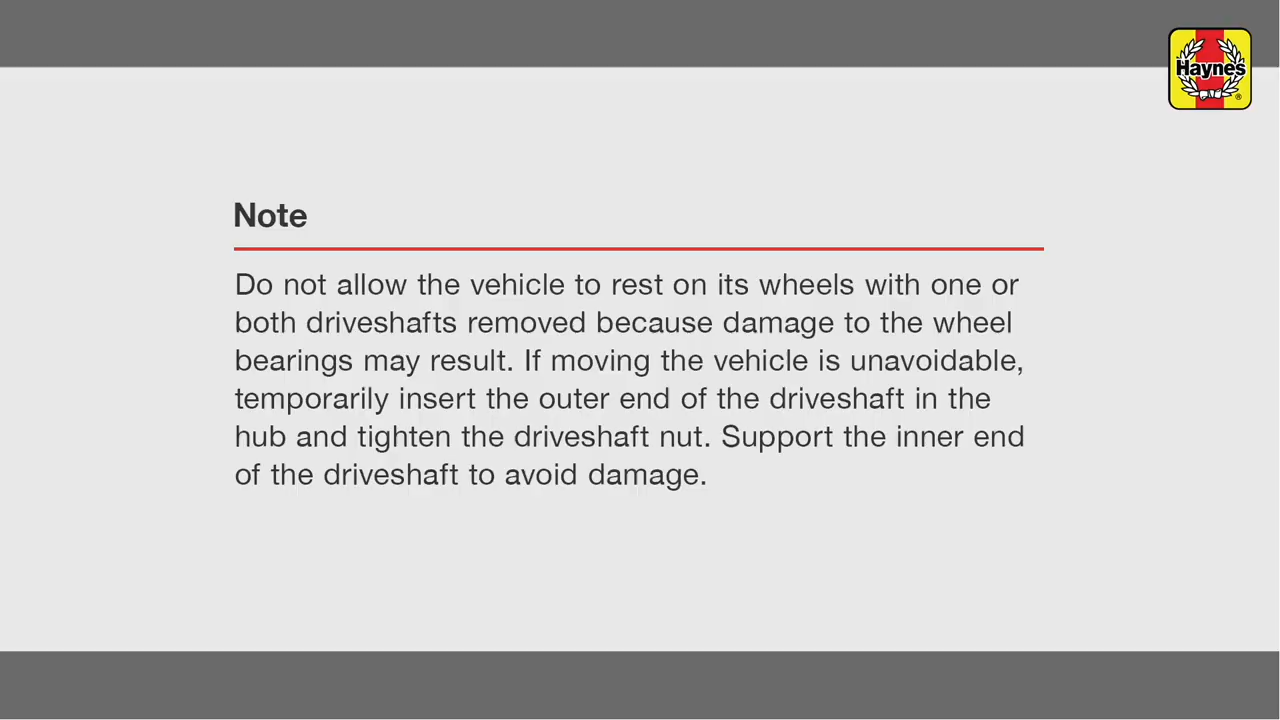 Haynes
®
Note
Do not allow the vehicle to rest on its wheels with one or
both driveshafts removed because damage to the wheel
bearings may result. If moving the vehicle is unavoidable,
temporarily insert the outer end of the driveshaft in the
hub and tighten the driveshaft nut. Support the inner end
of the driveshaft to avoid damage.